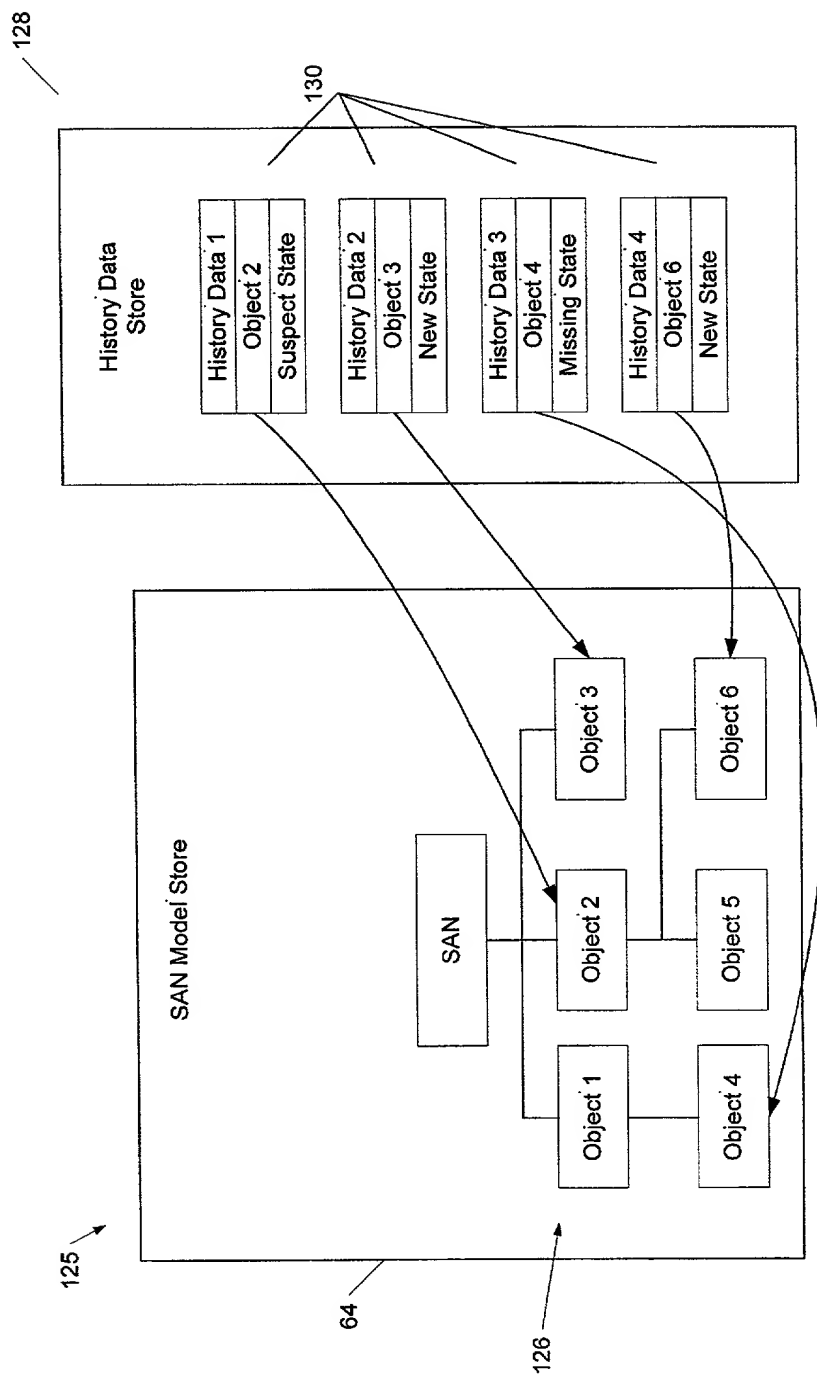 125
64
SAN Model Store
SAN
Object 1
Object 2
Object 3
Object 4
Object 5
Object 6
126
128
History Data
Store
130
History Data 1
Object 2
Suspect State
History Data 2
Object 3
New State
History Data 3
Object 4
Missing State
History Data 4
Object 6
New State